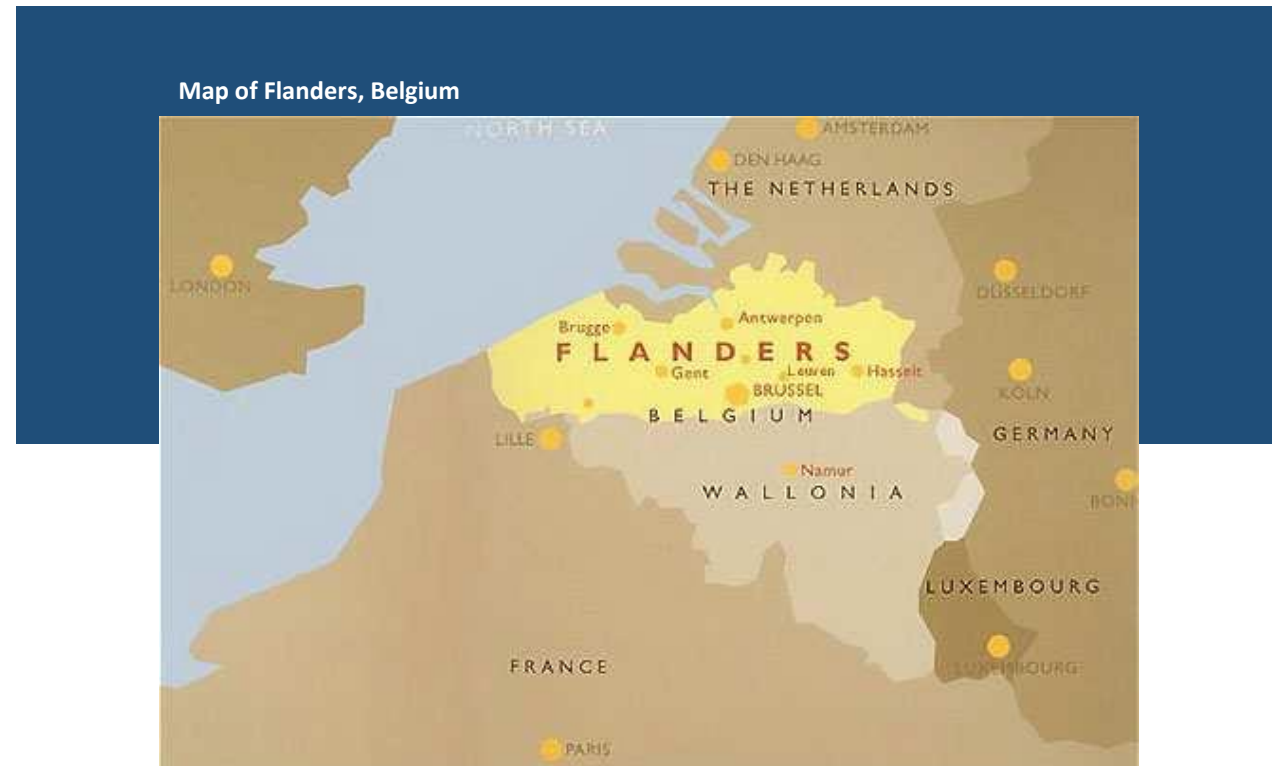 Map of Flanders, Belgium
NORTH SEA
AMSTERDAM
DEN HAAG
THE NETHERLANDS
LONDON
DÜSSELDORF
Antwerpen
Brugge
FLANDERS
Gent
Leuven
Hasselt
BRUSSEL
KÖLN
BELGIUM
LILLE
GERMANY
Namur
WALLONIA
BONN
LUXEMBOURG
FRANCE
LUXEMBOURG
PARIS